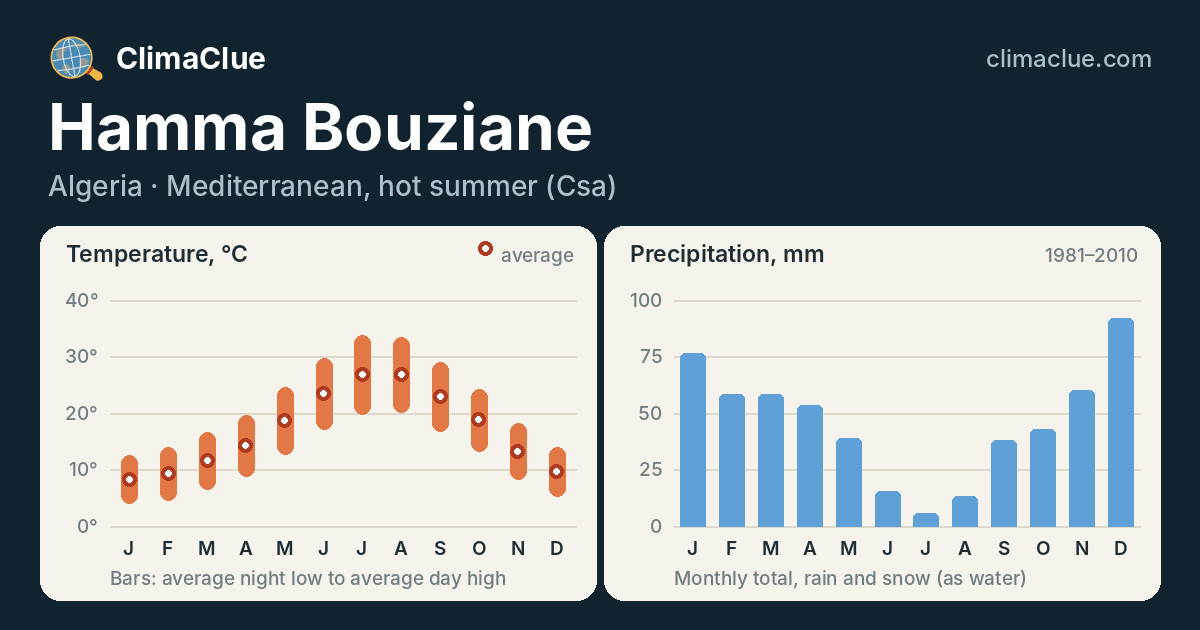 ClimaClue
climaclue.com
Hamma Bouziane
Algeria · Mediterranean, hot summer (Csa)
Temperature, °C
average
40°
30°
20°
10°
0°
J F M A M J J A S O N D
Bars: average night low to average day high
Precipitation, mm
1981–2010
100
75
50
25
0
J F M A M J J A S O N D
Monthly total, rain and snow (as water)